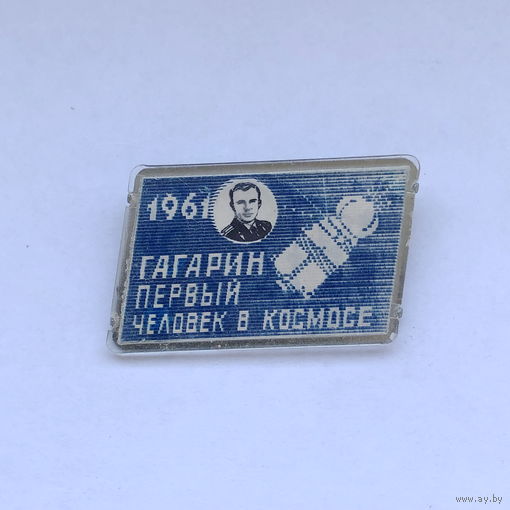 1961
ГАГАРИН
ПЕРВЫЙ
ЧЕЛОВЕК В КОСМОСЕ
www.ay.by